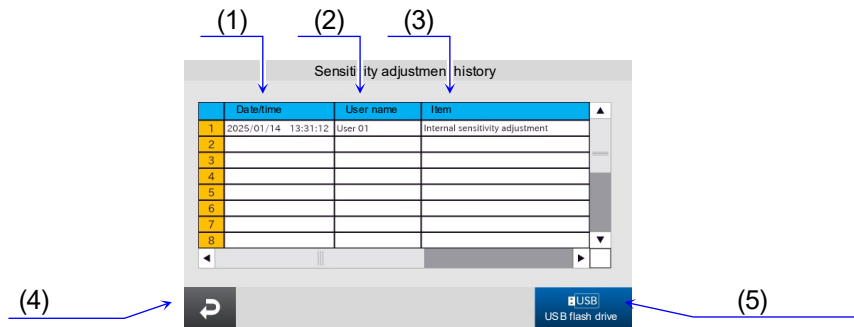 (1) (2) (3)
Sensitivity adjustment history
Date/time User name Item
1 2025/01/14 13:31:12 User 01 Internal sensitivity adjustment
2
3
4
5
6
7
8
(4) (5)
USB
USB flash drive